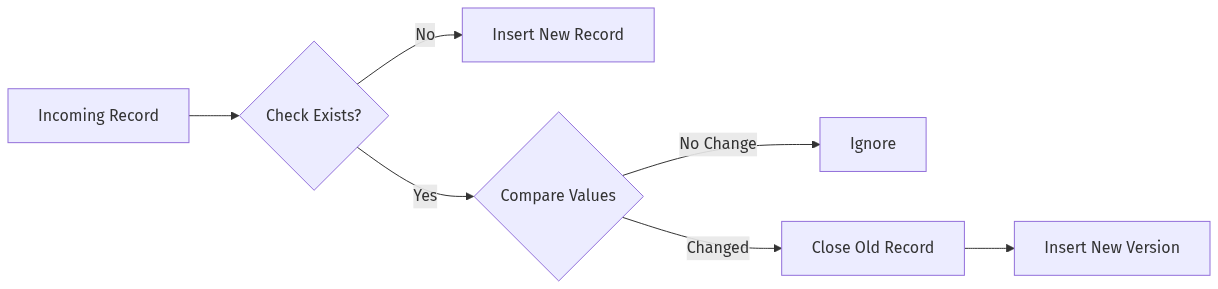 Incoming Record
Check Exists?
No
Insert New Record
Yes
Compare Values
No Change
Ignore
Changed
Close Old Record
Insert New Version